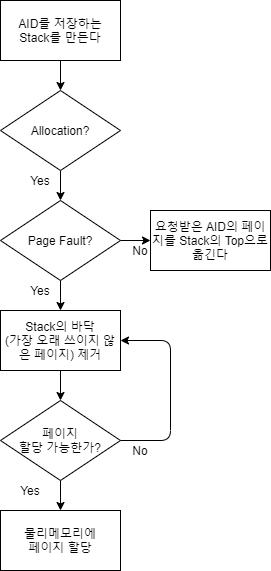 AID를 저장하는
Stack를 만든다
Allocation?
Yes
Page Fault?
No
요청받은 AID의 페이
지를 Stack의 Top으로
옮긴다
Yes
Stack의 바닥
(가장 오래 쓰이지 않
은 페이지) 제거
페이지
할당 가능한가?
No
Yes
물리메모리에
페이지 할당